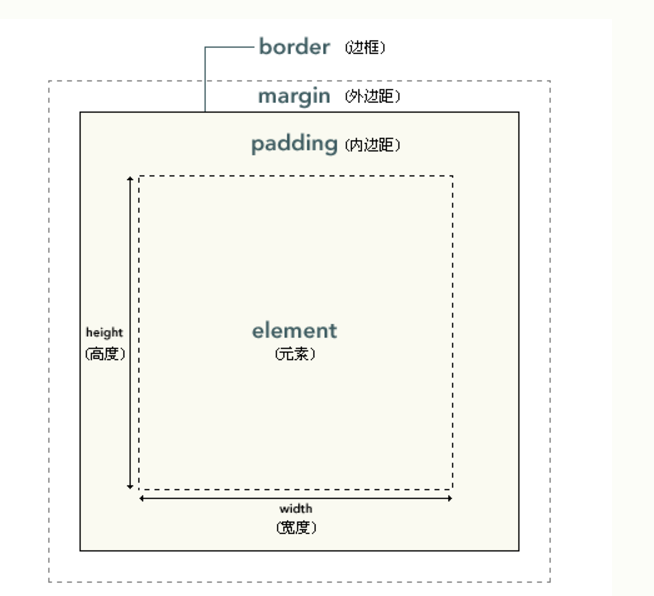 border (边框)
margin (外边距)
padding (内边距)
height
(高度)
element
(元素)
width
(宽度)